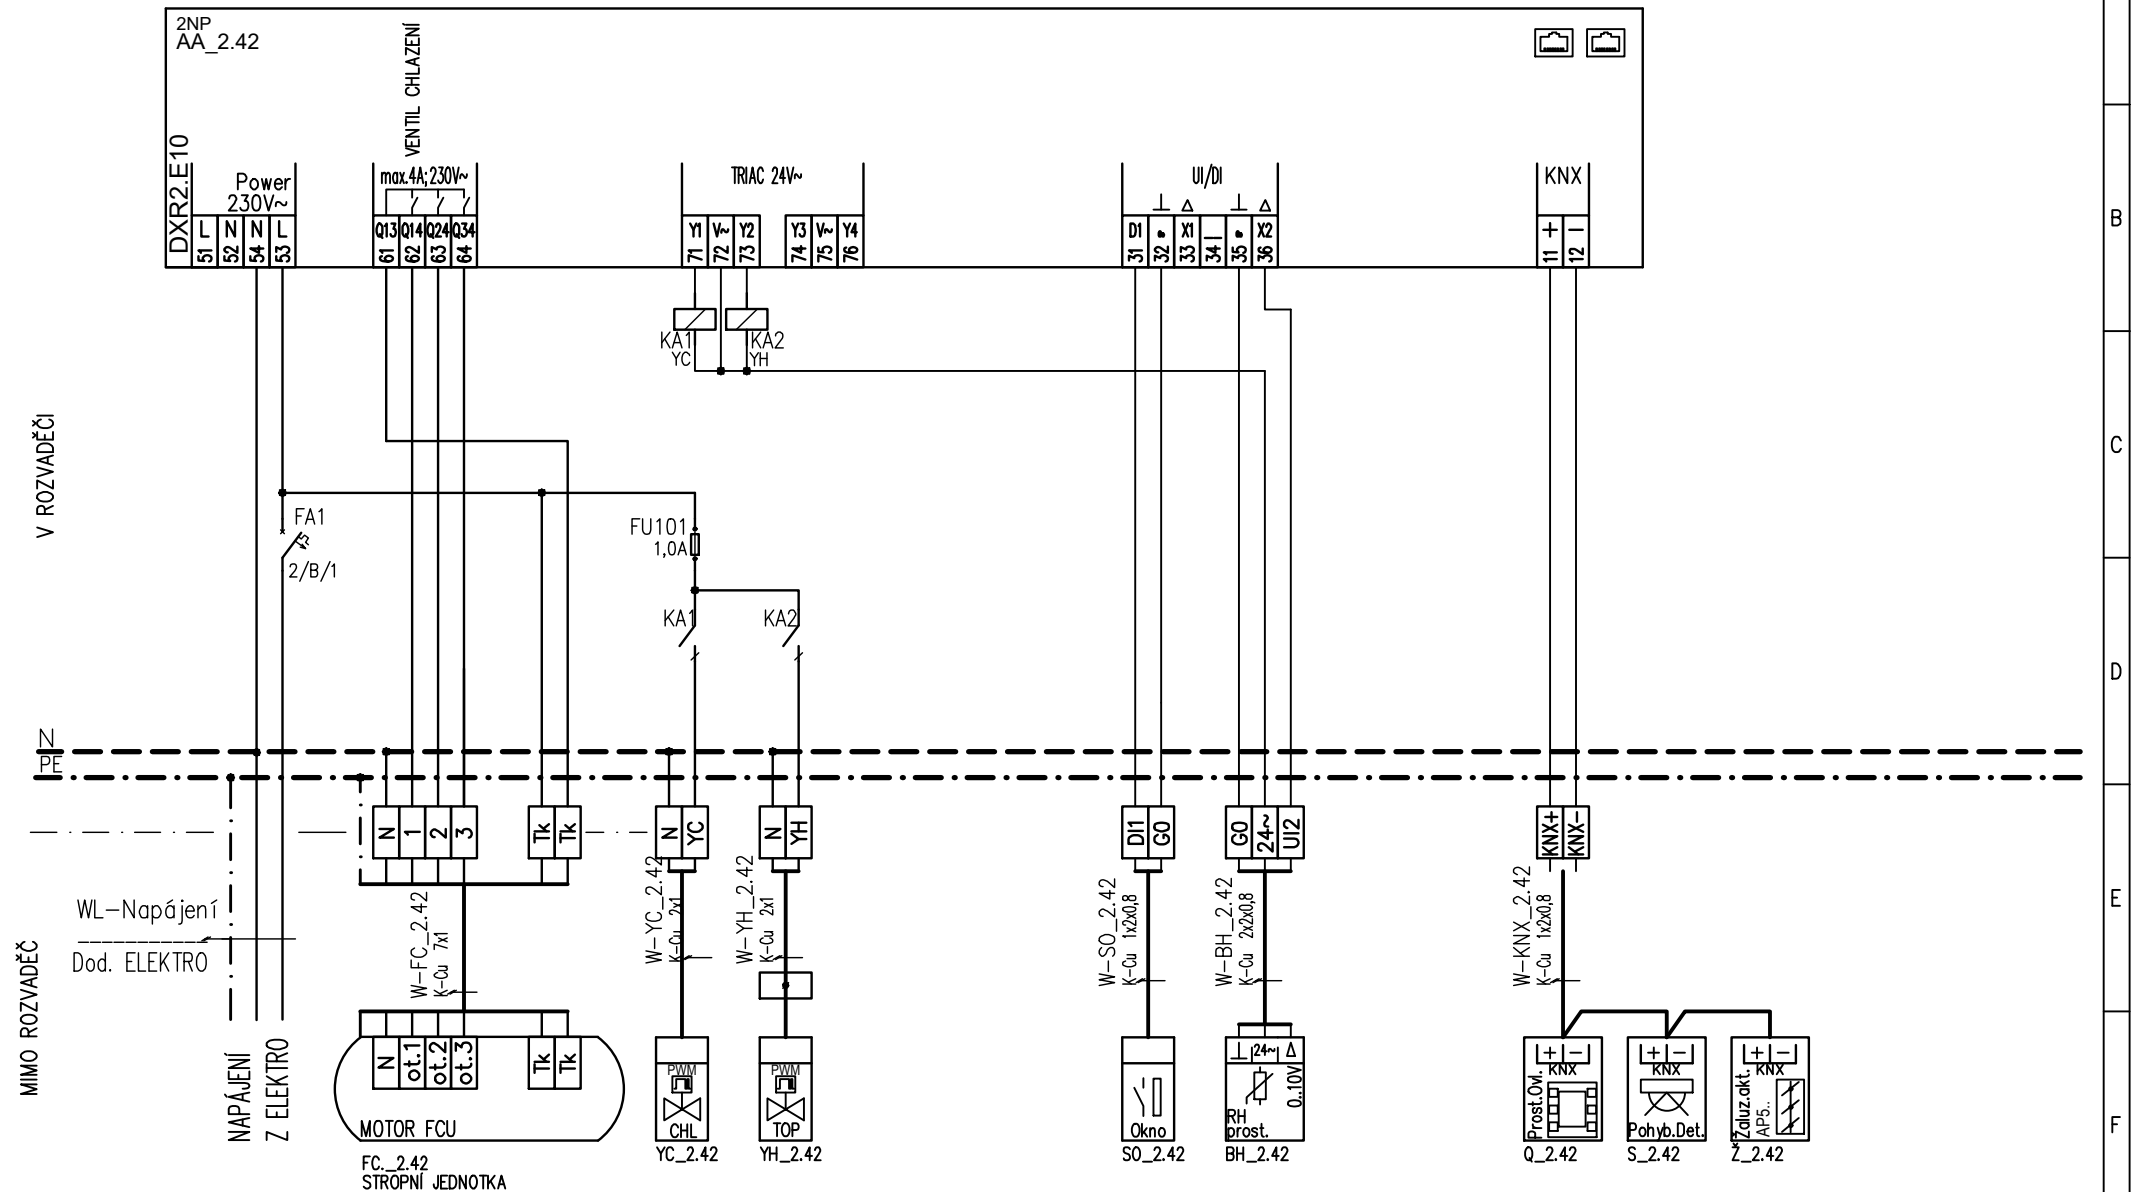 2NP
AA_2.42
DXR2.E10
VENTIL CHLAZENÍ
Power
230V~
max.4A;230V~
TRIAC 24V~
UI/DI
KNX
L N N L
51 52 54 53
Q13 Q14 Q24 Q34
61 62 63 64
Y1 V~ Y2
71 72 73
Y3 V~ Y4
74 75 76
D1 X1 X2
31 32 33 34 35 36
+ −
11 12
B
KA1
YC
KA2
YH
V ROZVADĚČI
C
FA1
2/B/1
FU101
1,0A
KA1
KA2
D
N
PE
N 1 2 3 Tk Tk
N YC
N YH
DI1 G0
G0 24~ UI2
KNX+ KNX-
WL–Napájení
Dod. ELEKTRO
W–FC_2.42
K–Cu 7x1
W–YC_2.42
K–Cu 2x1
W–YH_2.42
K–Cu 2x1
W–SO_2.42
K–Cu 1x2x0,8
W–BH_2.42
K–Cu 2x2x0,8
W–KNX_2.42
K–Cu 1x2x0,8
E
MIMO ROZVADĚČ
NAPÁJENÍ
Z ELEKTRO
N ot.1 ot.2 ot.3 Tk Tk
MOTOR FCU
FC._2.42
STROPNÍ JEDNOTKA
PWM
CHL
YC_2.42
PWM
TOP
YH_2.42
Okno
SO_2.42
24~
0..10V
RH
prost.
BH_2.42
+ −
KNX
Prost.Ovl.
Q_2.42
+ −
KNX
Pohyb.Det.
S_2.42
+ −
KNX
*Žaluz.akt.
AP5..
Ž_2.42
F